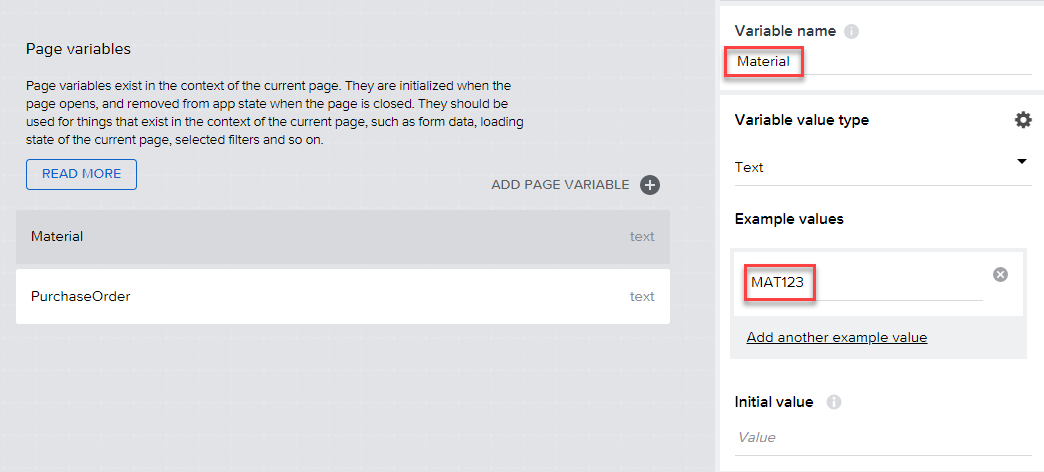 Page variables
Page variables exist in the context of the current page. They are initialized when the
page opens, and removed from app state when the page is closed. They should be
used for things that exist in the context of the current page, such as form data, loading
state of the current page, selected filters and so on.
READ MORE
ADD PAGE VARIABLE
Material text
PurchaseOrder text
Variable name
Material
Variable value type
Text
Example values
MAT123
Add another example value
Initial value
Value